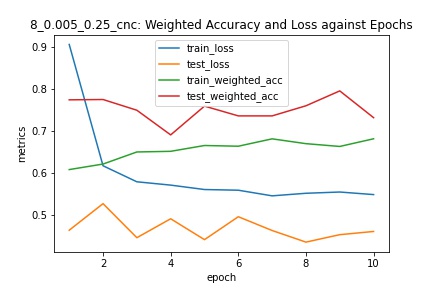 8_0.005_0.25_cnc: Weighted Accuracy and Loss against Epochs
train_loss
test_loss
train_weighted_acc
test_weighted_acc
metrics
0.9
0.8
0.7
0.6
0.5
2
4
6
8
10
epoch